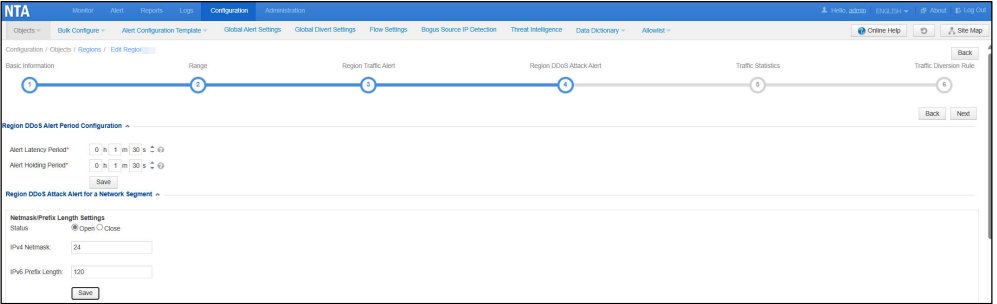 NTA Monitor Alert Reports Logs Configuration Administration Hello, admin ENGLISH About Log Out
Objects Bulk Configure Alert Configuration Template Global Alert Settings Global Divert Settings Flow Settings Bogus Source IP Detection Threat Intelligence Data Dictionary Allowlist Online Help Site Map
Configuration / Objects / Regions / Edit Region Back
Basic Information Range Region Traffic Alert Region DDoS Attack Alert Traffic Statistics Traffic Diversion Rule
1 2 3 4 5 6
Back Next
Region DDoS Alert Period Configuration
Alert Latency Period* 0 h 1 m 30 s
Alert Holding Period* 0 h 1 m 30 s
Save
Region DDoS Attack Alert for a Network Segment
Netmask/Prefix Length Settings
Status Open Close
IPv4 Netmask: 24
IPv6 Prefix Length: 120
Save